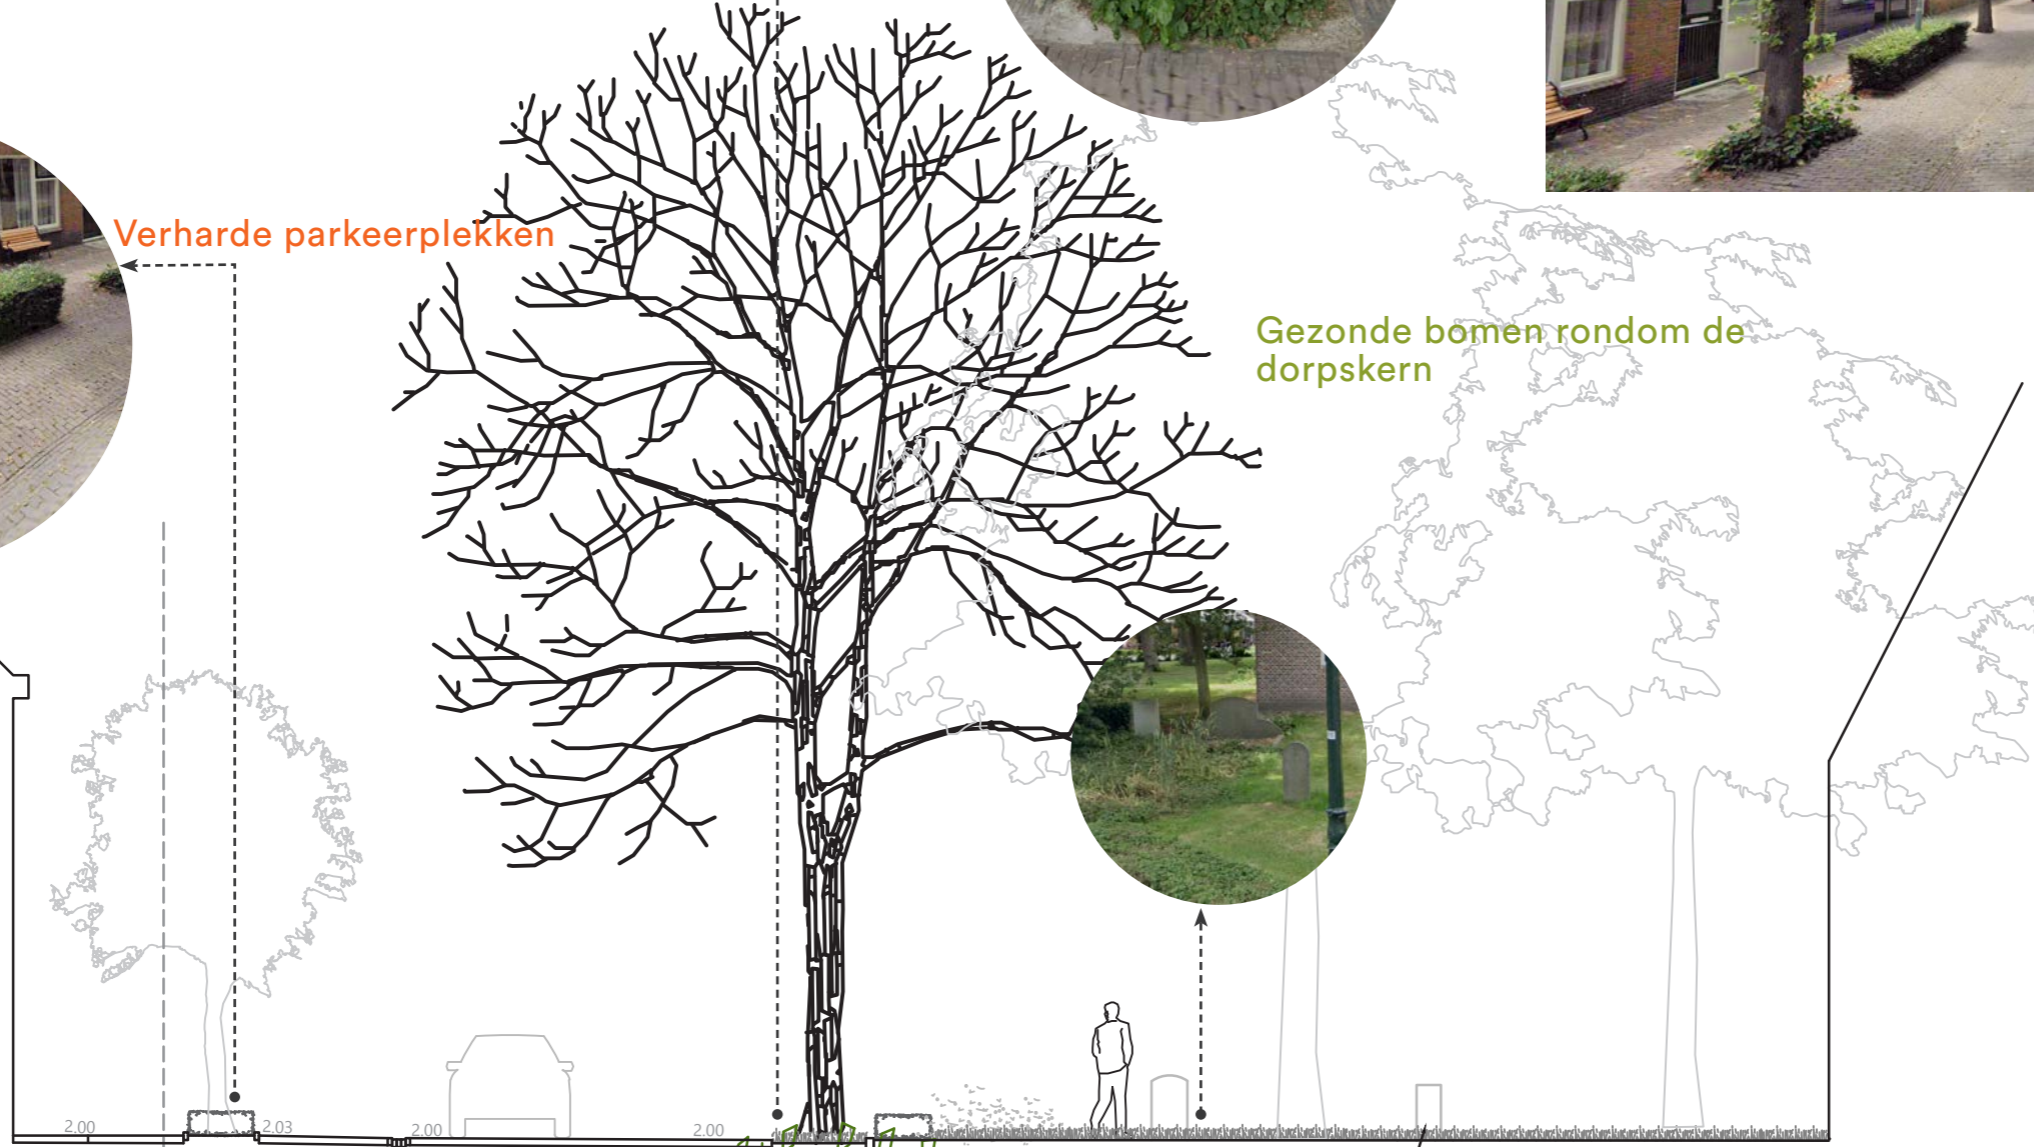 Verharde parkeerplekken
Gezonde bomen rondom de
dorpskern
2.00
2.03
2.00
2.00